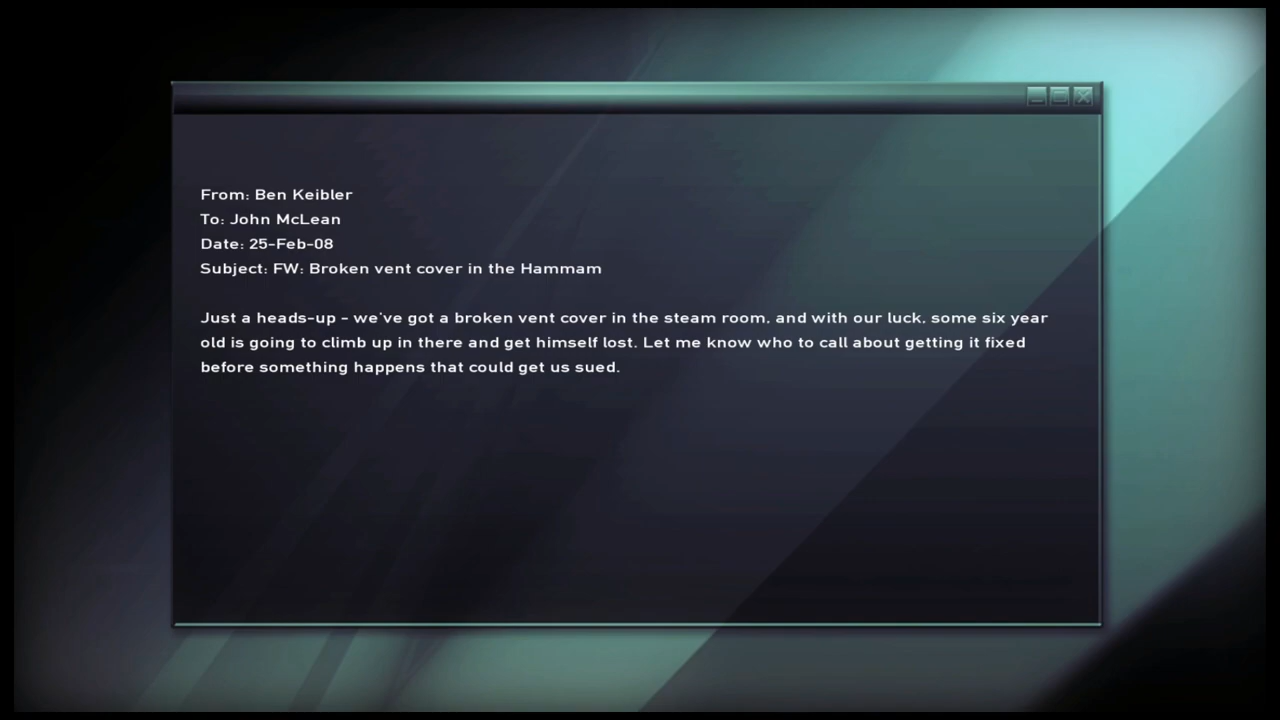 From: Ben Keibler
To: John McLean
Date: 25-Feb-08
Subject: FW: Broken vent cover in the Hammam
Just a heads-up - we've got a broken vent cover in the steam room, and with our luck, some six year
old is going to climb up in there and get himself lost. Let me know who to call about getting it fixed
before something happens that could get us sued.